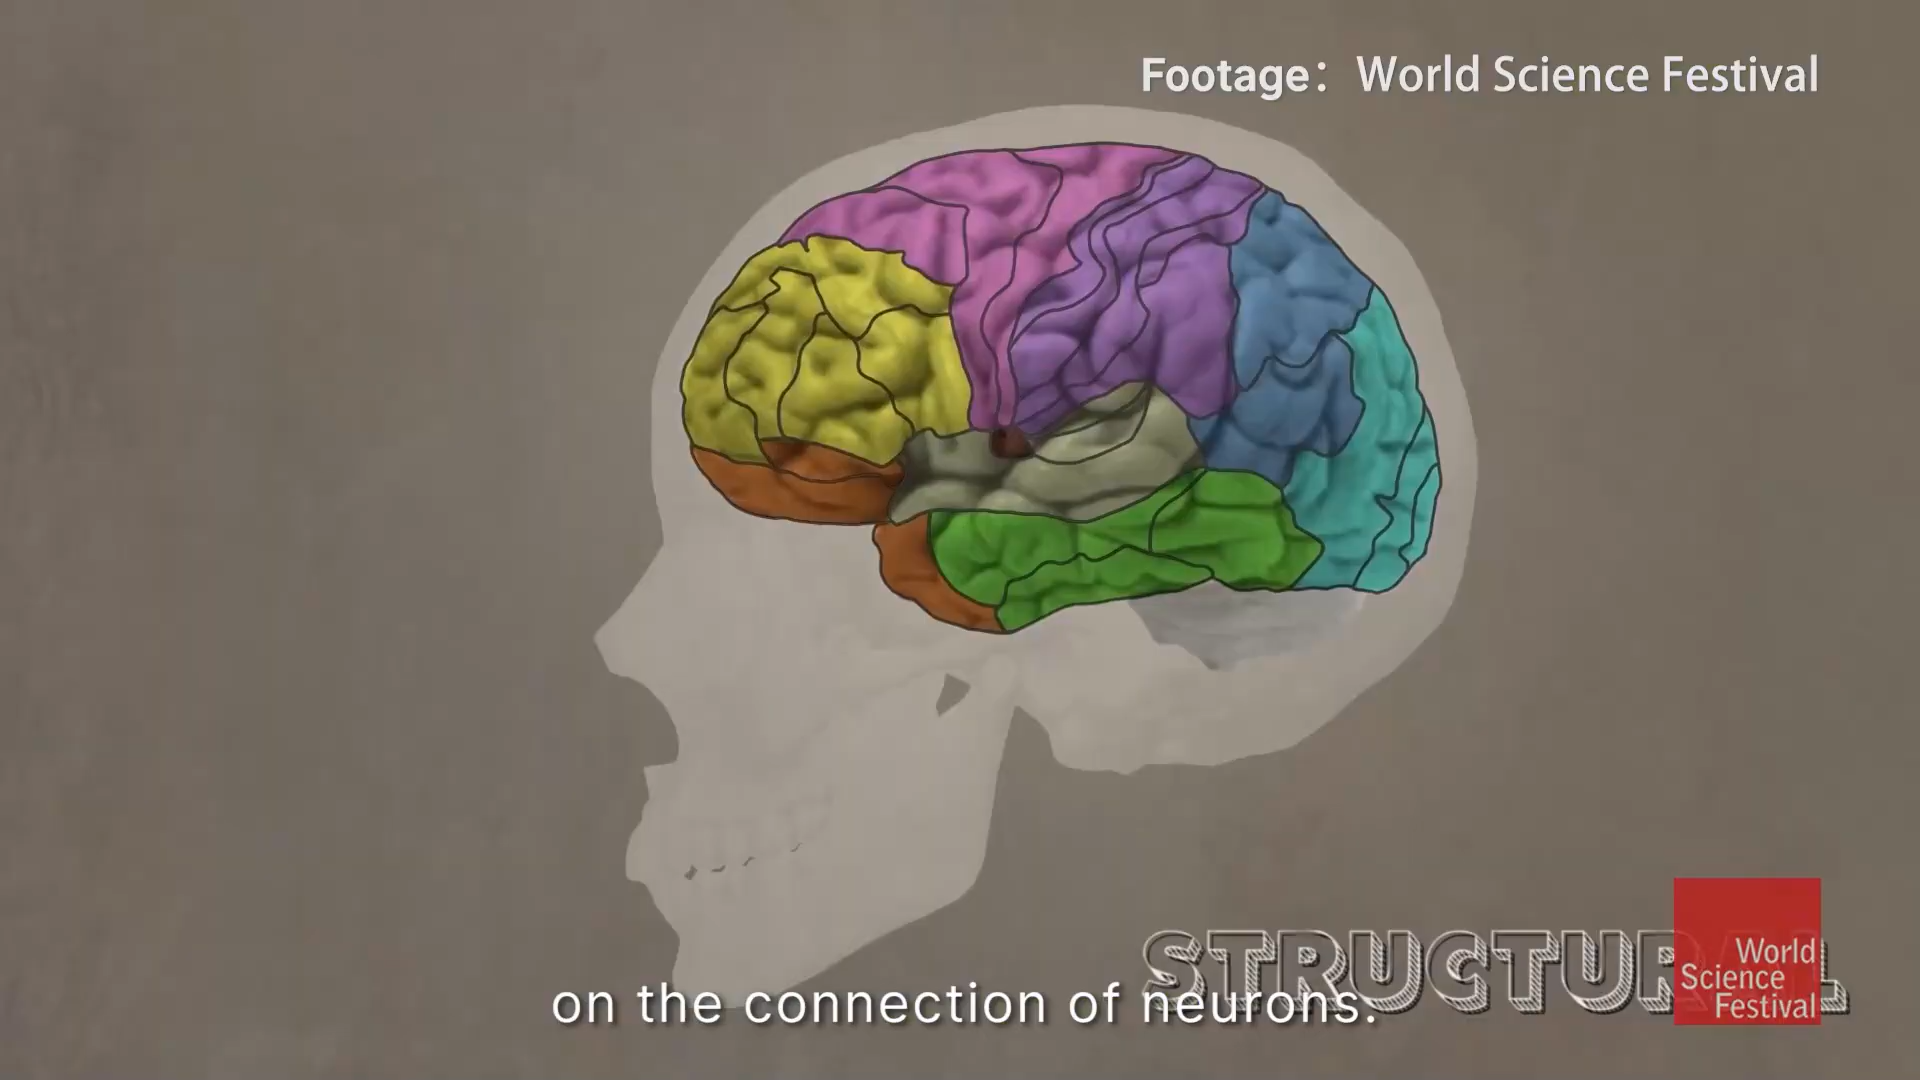 Footage: World Science Festival
STRUCTURAL
World
Science
Festival
on the connection of neurons.